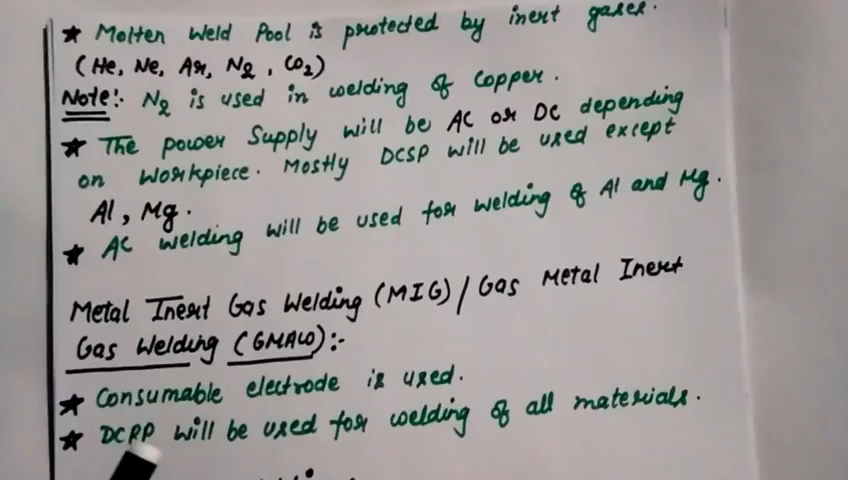 ★ Molten Weld Pool is protected by inert gases.
(He, Ne, Ar, N2, CO2)
Note:- N2 is used in welding of Copper.
★ The power Supply will be AC or DC depending
on workpiece. Mostly DCSP will be used except
Al, Mg.
★ AC welding will be used for welding of Al and Mg.
Metal Inert Gas Welding (MIG) / Gas Metal Inert
Gas Welding (GMAW):-
★ Consumable electrode is used.
★ DCRP will be used for welding of all materials.